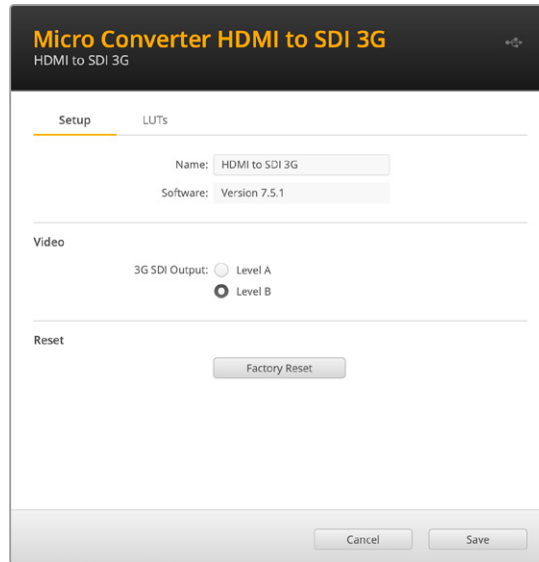 Micro Converter HDMI to SDI 3G
HDMI to SDI 3G
Setup LUTs
Name: HDMI to SDI 3G
Software: Version 7.5.1
Video
3G SDI Output: Level A
Level B
Reset
Factory Reset
Cancel Save